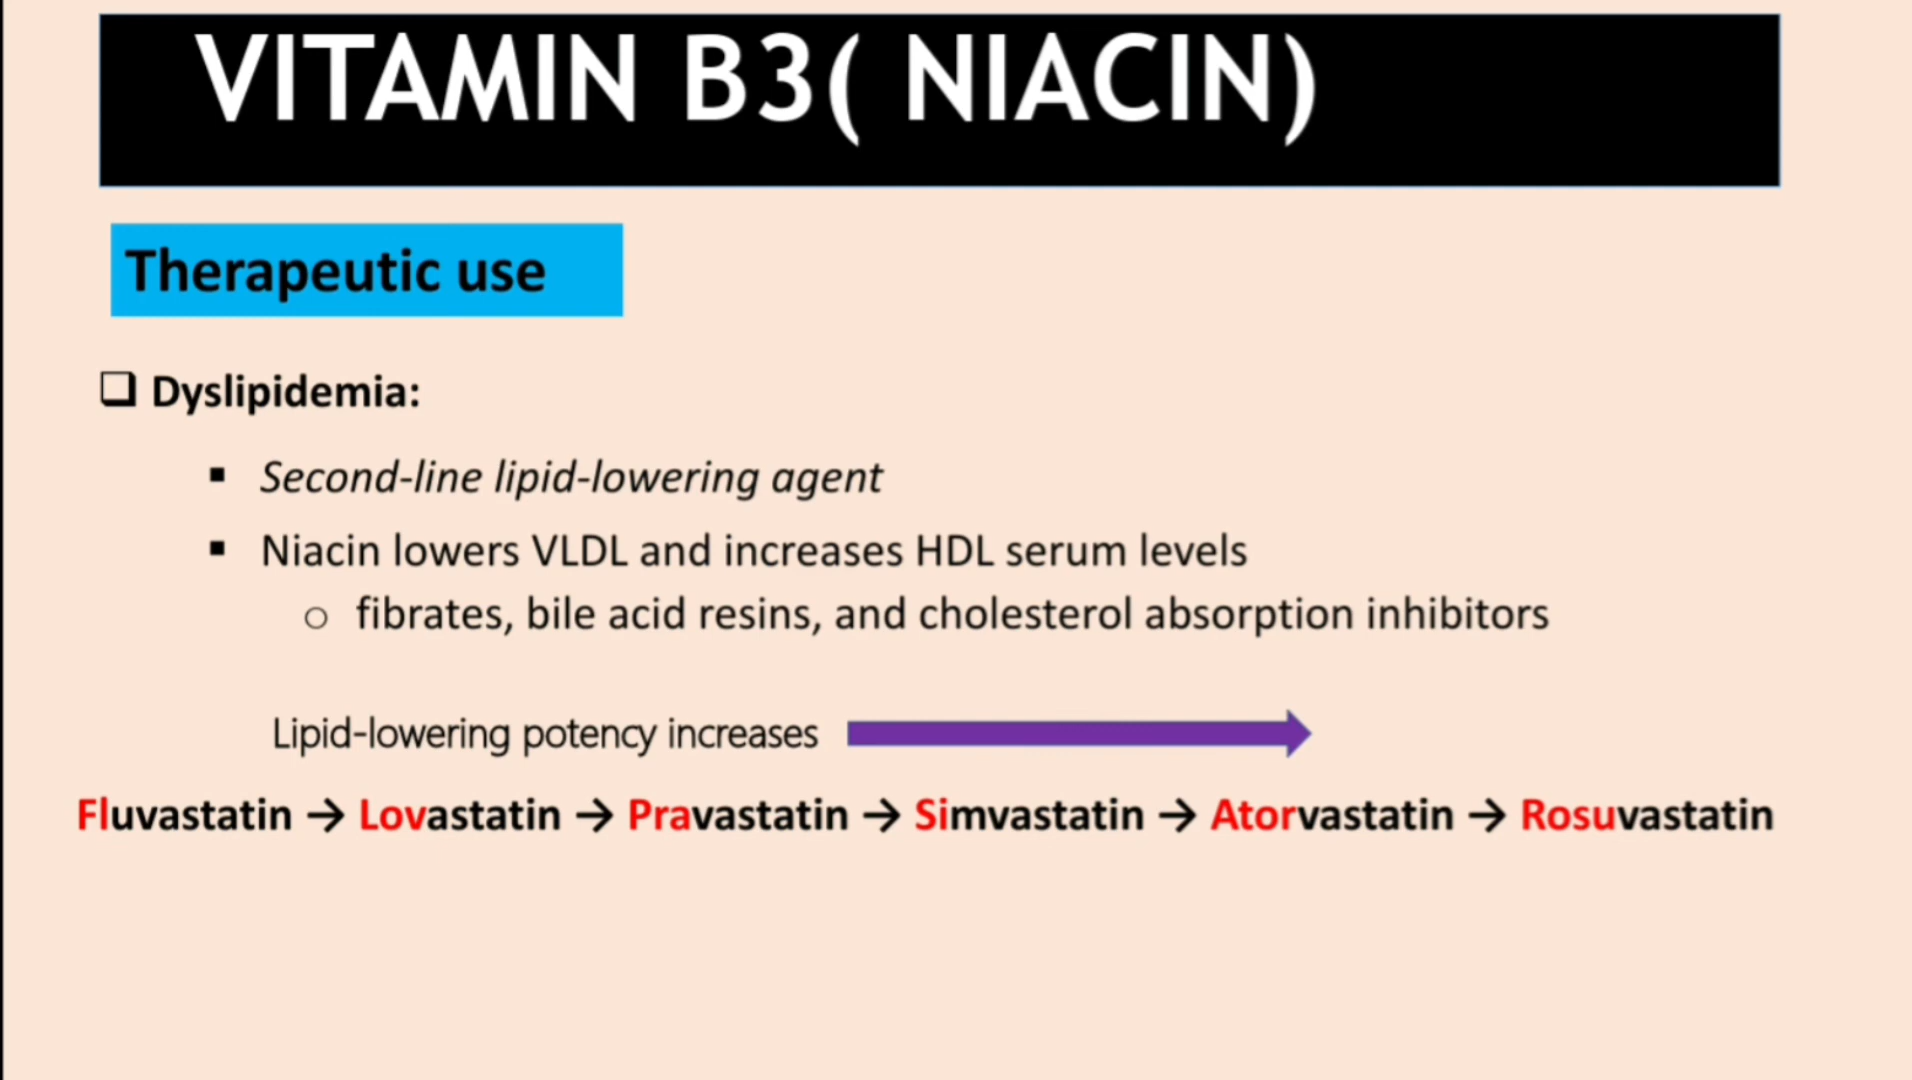 VITAMIN B3( NIACIN)
Therapeutic use
❑ Dyslipidemia:
▪ Second-line lipid-lowering agent
▪ Niacin lowers VLDL and increases HDL serum levels
o fibrates, bile acid resins, and cholesterol absorption inhibitors
Lipid-lowering potency increases
Fluvastatin → Lovastatin → Pravastatin → Simvastatin → Atorvastatin → Rosuvastatin